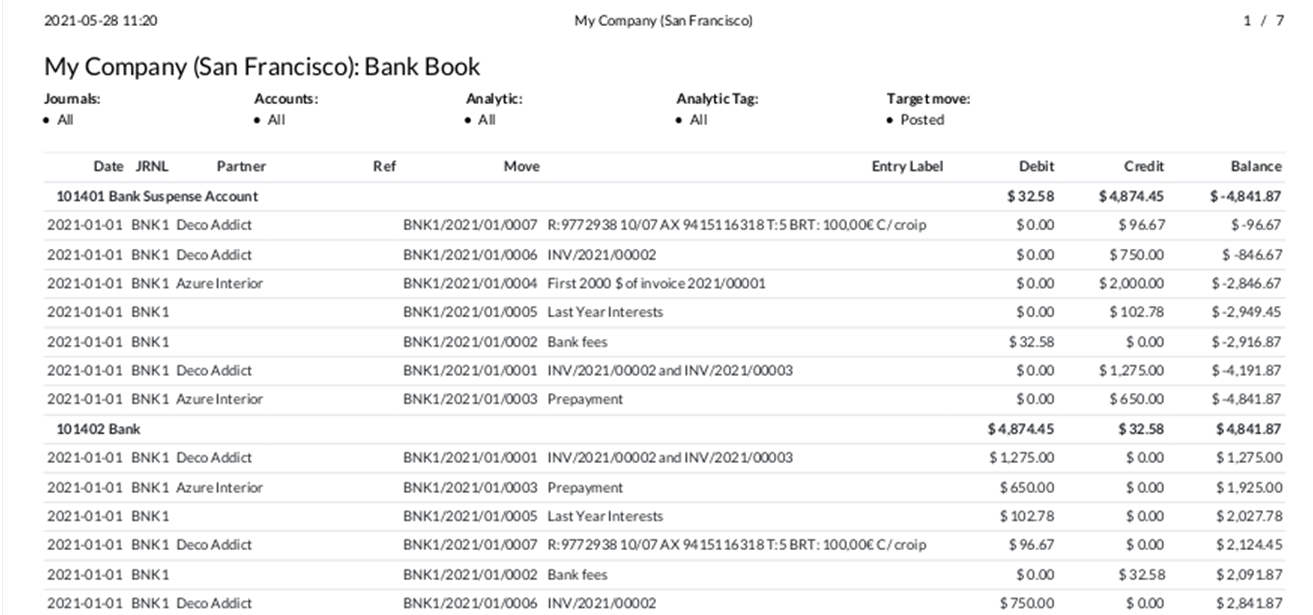 2021-05-28 11:20 My Company (San Francisco) 1 / 7
My Company (San Francisco): Bank Book
Journals: Accounts: Analytic: Analytic Tag: Target move:
• All • All • All • All • Posted
Date JRNL Partner Ref Move Entry Label Debit Credit Balance
101401 Bank Suspense Account $ 32.58 $ 4,874.45 $ -4,841.87
2021-01-01 BNK1 Deco Addict BNK1/2021/01/0007 R:9772938 10/07 AX 9415116318 T:5 BRT: 100,00€ C/ croip $ 0.00 $ 96.67 $ -96.67
2021-01-01 BNK1 Deco Addict BNK1/2021/01/0006 INV/2021/00002 $ 0.00 $ 750.00 $ -846.67
2021-01-01 BNK1 Azure Interior BNK1/2021/01/0004 First 2000 $ of invoice 2021/00001 $ 0.00 $ 2,000.00 $ -2,846.67
2021-01-01 BNK1 BNK1/2021/01/0005 Last Year Interests $ 0.00 $ 102.78 $ -2,949.45
2021-01-01 BNK1 BNK1/2021/01/0002 Bank fees $ 32.58 $ 0.00 $ -2,916.87
2021-01-01 BNK1 Deco Addict BNK1/2021/01/0001 INV/2021/00002 and INV/2021/00003 $ 0.00 $ 1,275.00 $ -4,191.87
2021-01-01 BNK1 Azure Interior BNK1/2021/01/0003 Prepayment $ 0.00 $ 650.00 $ -4,841.87
101402 Bank $ 4,874.45 $ 32.58 $ 4,841.87
2021-01-01 BNK1 Deco Addict BNK1/2021/01/0001 INV/2021/00002 and INV/2021/00003 $ 1,275.00 $ 0.00 $ 1,275.00
2021-01-01 BNK1 Azure Interior BNK1/2021/01/0003 Prepayment $ 650.00 $ 0.00 $ 1,925.00
2021-01-01 BNK1 BNK1/2021/01/0005 Last Year Interests $ 102.78 $ 0.00 $ 2,027.78
2021-01-01 BNK1 Deco Addict BNK1/2021/01/0007 R:9772938 10/07 AX 9415116318 T:5 BRT: 100,00€ C/ croip $ 96.67 $ 0.00 $ 2,124.45
2021-01-01 BNK1 BNK1/2021/01/0002 Bank fees $ 0.00 $ 32.58 $ 2,091.87
2021-01-01 BNK1 Deco Addict BNK1/2021/01/0006 INV/2021/00002 $ 750.00 $ 0.00 $ 2,841.87